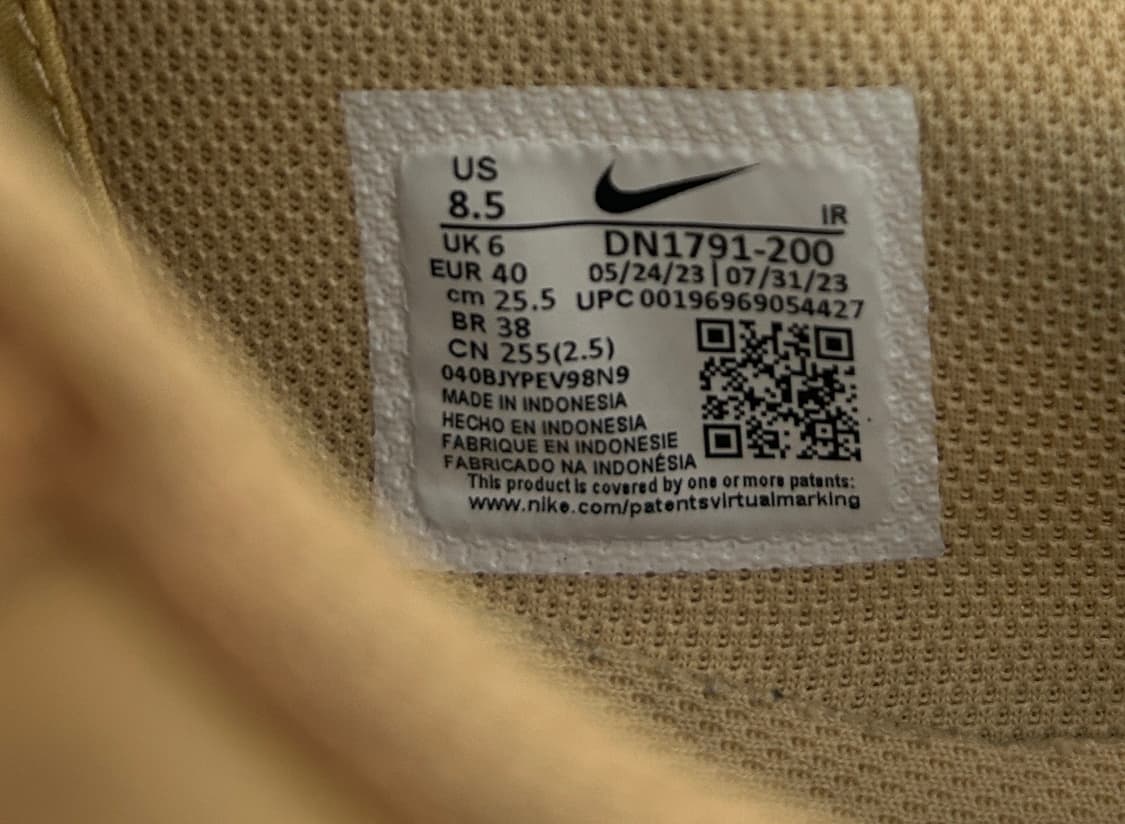 US
8.5
IR
UK 6
DN1791-200
EUR 40
05/24/23|07/31/23
cm 25.5
UPC 00196969054427
BR 38
CN 255(2.5)
040BJYPEV98N9
MADE IN INDONESIA
HECHO EN INDONESIA
FABRIQUE EN INDONESIE
FABRICADO NA INDONÉSIA
This product is covered by one or more patents:
www.nike.com/patentsvirtualmarking